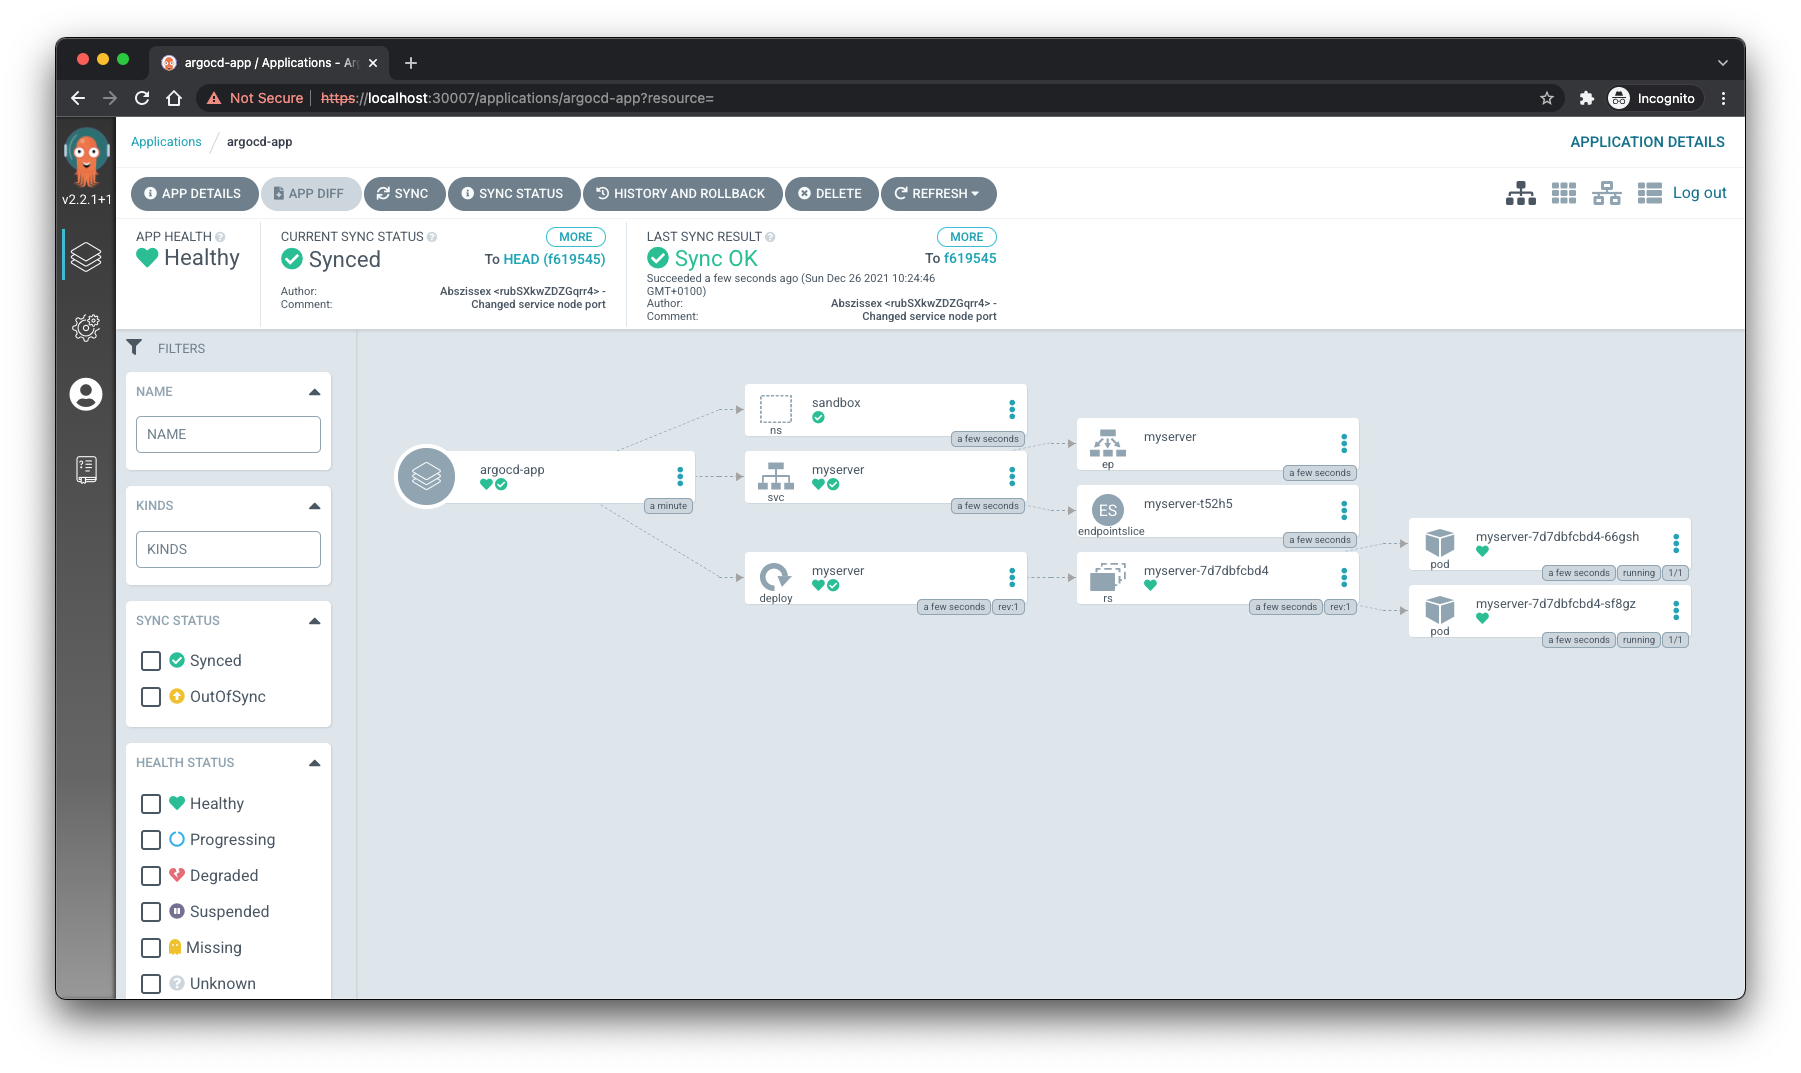 argocd-app / Applications - Ar
Not Secure https://localhost:30007/applications/argocd-app?resource=
Incognito
v2.2.1+1
Applications / argocd-app
APPLICATION DETAILS
APP DETAILS
APP DIFF
SYNC
SYNC STATUS
HISTORY AND ROLLBACK
DELETE
REFRESH
Log out
APP HEALTH
Healthy
CURRENT SYNC STATUS
MORE
Synced
To HEAD (f619545)
Author: Abszissex <rubSXkwZDZGqrr4> -
Comment: Changed service node port
LAST SYNC RESULT
MORE
Sync OK
To f619545
Succeeded a few seconds ago (Sun Dec 26 2021 10:24:46
GMT+0100)
Author: Abszissex <rubSXkwZDZGqrr4> -
Comment: Changed service node port
FILTERS
NAME
NAME
KINDS
KINDS
SYNC STATUS
Synced
OutOfSync
HEALTH STATUS
Healthy
Progressing
Degraded
Suspended
Missing
Unknown
argocd-app
a minute
sandbox
ns
a few seconds
myserver
svc
a few seconds
myserver
deploy
a few seconds rev:1
myserver
ep
a few seconds
ES
myserver-t52h5
endpointslice
a few seconds
myserver-7d7dbfcbd4
rs
a few seconds rev:1
myserver-7d7dbfcbd4-66gsh
pod
a few seconds running 1/1
myserver-7d7dbfcbd4-sf8gz
pod
a few seconds running 1/1